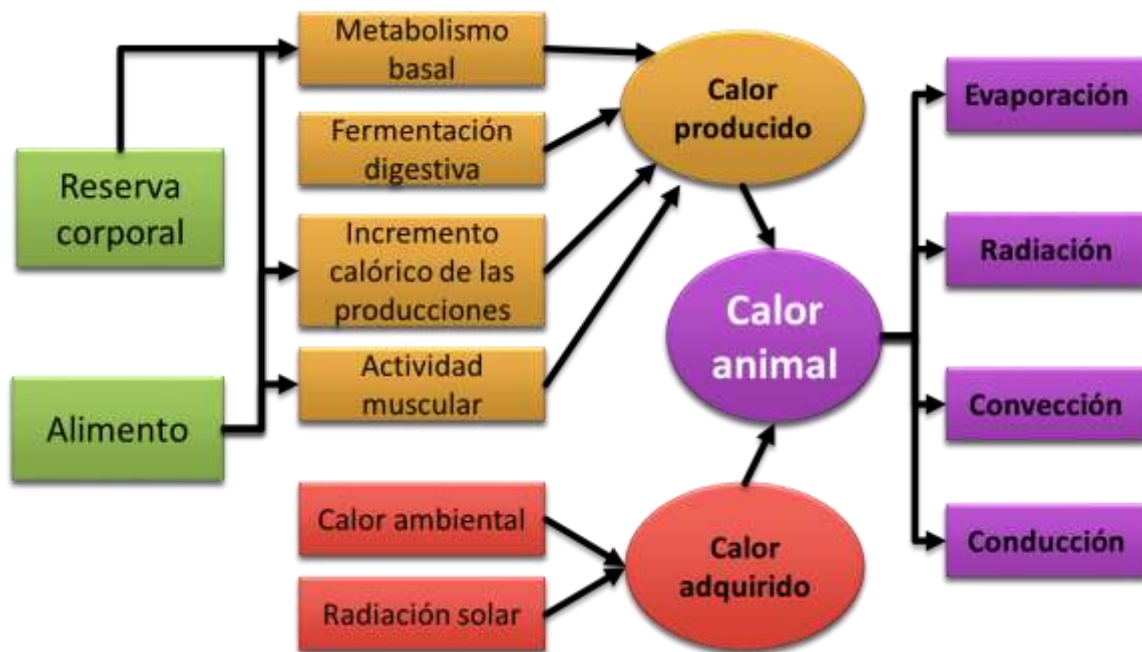 Reserva
corporal
Alimento
Metabolismo
basal
Fermentación
digestiva
Incremento
calórico de las
producciones
Actividad
muscular
Calor ambiental
Radiación solar
Calor
producido
Calor
animal
Calor
adquirido
Evaporación
Radiación
Convección
Conducción